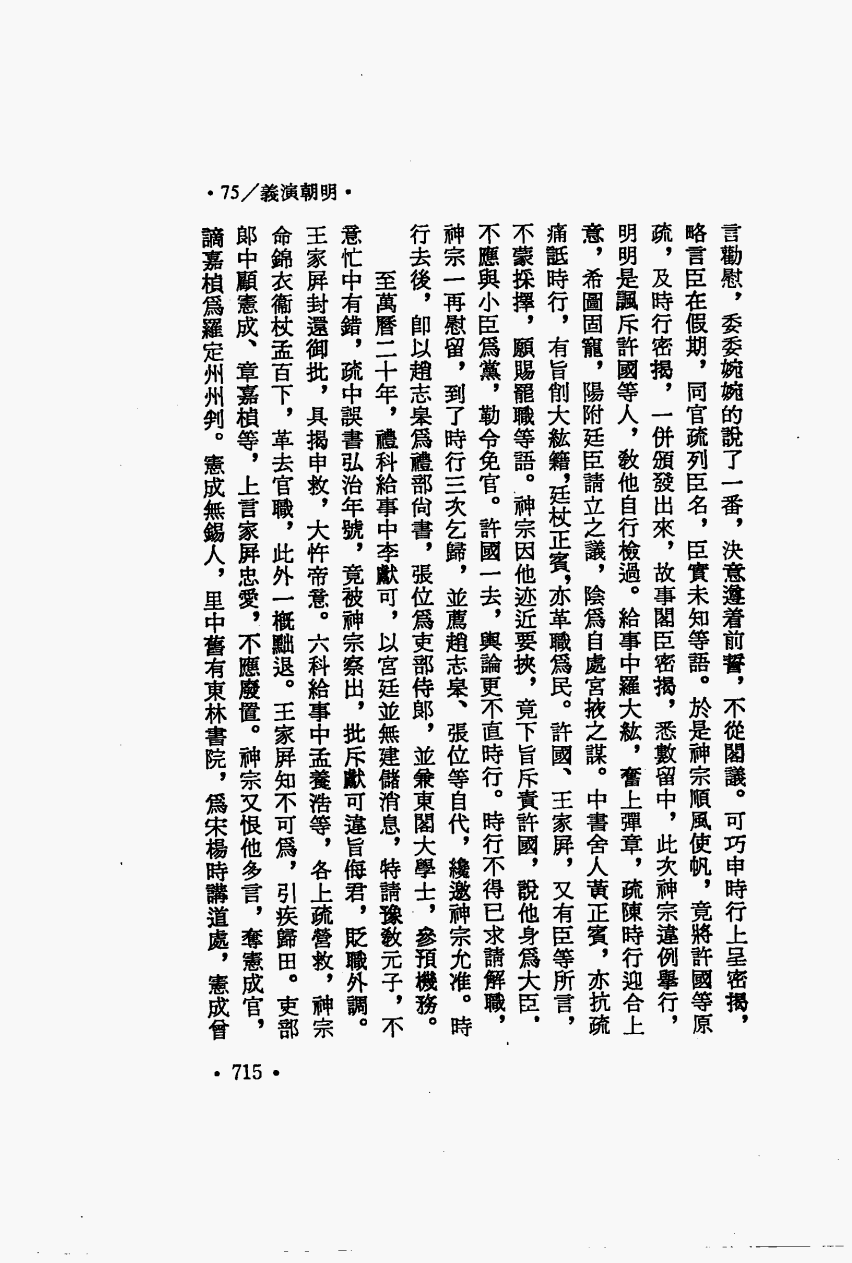 •明朝演義/75•
言勸慰，委委婉婉的說了一番，決意遵着前誓，不從閣議。可巧申時行上呈密揭，
略言臣在假期，同官疏列臣名，臣實未知等語。於是神宗順風使帆，竟將許國等原
疏，及時行密揭，一併頒發出來，故事閣臣密揭，悉數留中，此次神宗違例舉行，
明明是諷斥許國等人，教他自行檢過。給事中羅大紘，奮上彈章，疏陳時行迎合上
意，希圖固寵，陽附廷臣請立之議，陰爲自處宮掖之謀。中書舍人黃正賓，亦抗疏
痛詆時行，有旨削大紘籍，廷杖正賓，亦革職爲民。許國、王家屏，又有臣等所言，
不蒙採擇，願賜罷職等語。神宗因他迹近要挾，竟下旨斥責許國，說他身爲大臣，
不應與小臣爲黨，勒令免官。許國一去，輿論更不直時行。時行不得已求請解職，
神宗一再慰留，到了時行三次乞歸，並薦趙志皋、張位等自代，纔邀神宗允准。時
行去後，卽以趙志皋爲禮部尙書，張位爲吏部侍郎，並兼東閣大學士，參預機務。
至萬曆二十年，禮科給事中李獻可，以宮廷並無建儲消息，特請豫教元子，不
意忙中有錯，疏中誤書弘治年號，竟被神宗察出，批斥獻可違旨侮君，貶職外調。
王家屏封還御批，具揭申救，大忤帝意。六科給事中孟養浩等，各上疏營救，神宗
命錦衣衞杖孟百下，革去官職，此外一概黜退。王家屏知不可爲，引疾歸田。吏部
郎中顧憲成、章嘉楨等，上言家屏忠愛，不應廢置。神宗又恨他多言，奪憲成官，
謫嘉楨爲羅定州州判。憲成無錫人，里中舊有東林書院，爲宋楊時講道處，憲成曾
•715•